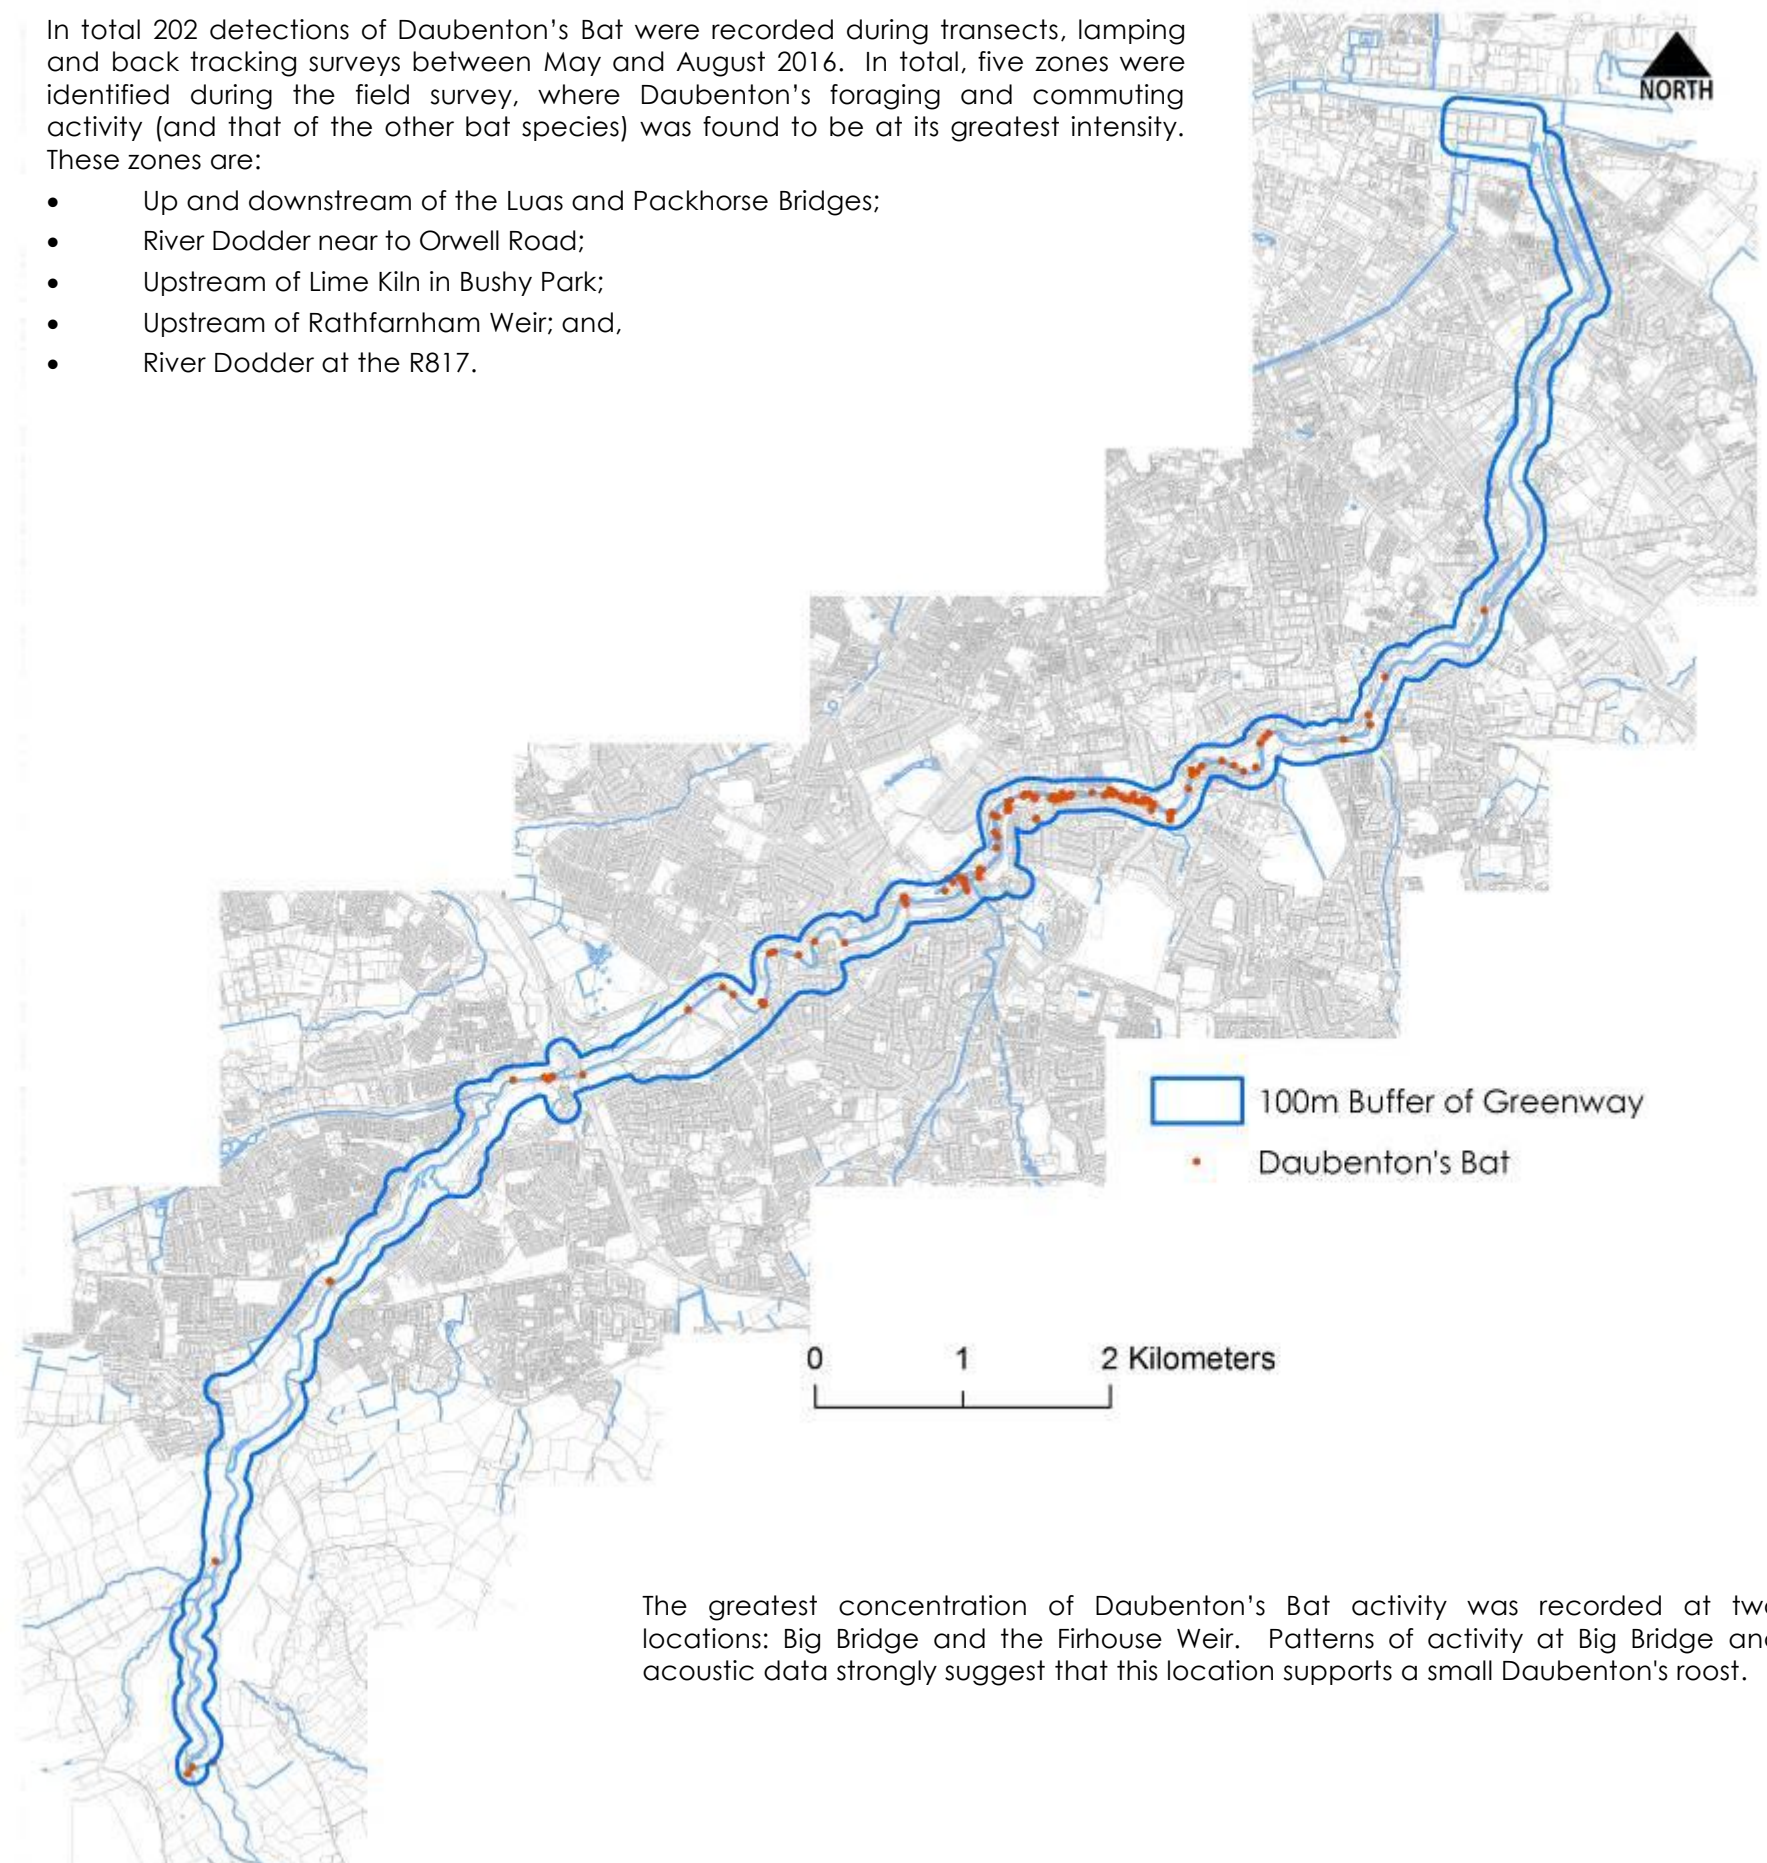 In total 202 detections of Daubenton's Bat were recorded during transects, lamping
and back tracking surveys between May and August 2016. In total, five zones were
identified during the field survey, where Daubenton's foraging and commuting
activity (and that of the other bat species) was found to be at its greatest intensity.
These zones are:
• Up and downstream of the Luas and Packhorse Bridges;
• River Dodder near to Orwell Road;
• Upstream of Lime Kiln in Bushy Park;
• Upstream of Rathfarnham Weir; and,
• River Dodder at the R817.
NORTH
100m Buffer of Greenway
Daubenton's Bat
0 1 2 Kilometers
The greatest concentration of Daubenton's Bat activity was recorded at
locations: Big Bridge and the Firhouse Weir. Patterns of activity at Big Bridge
acoustic data strongly suggest that this location supports a small Daubenton's roost.